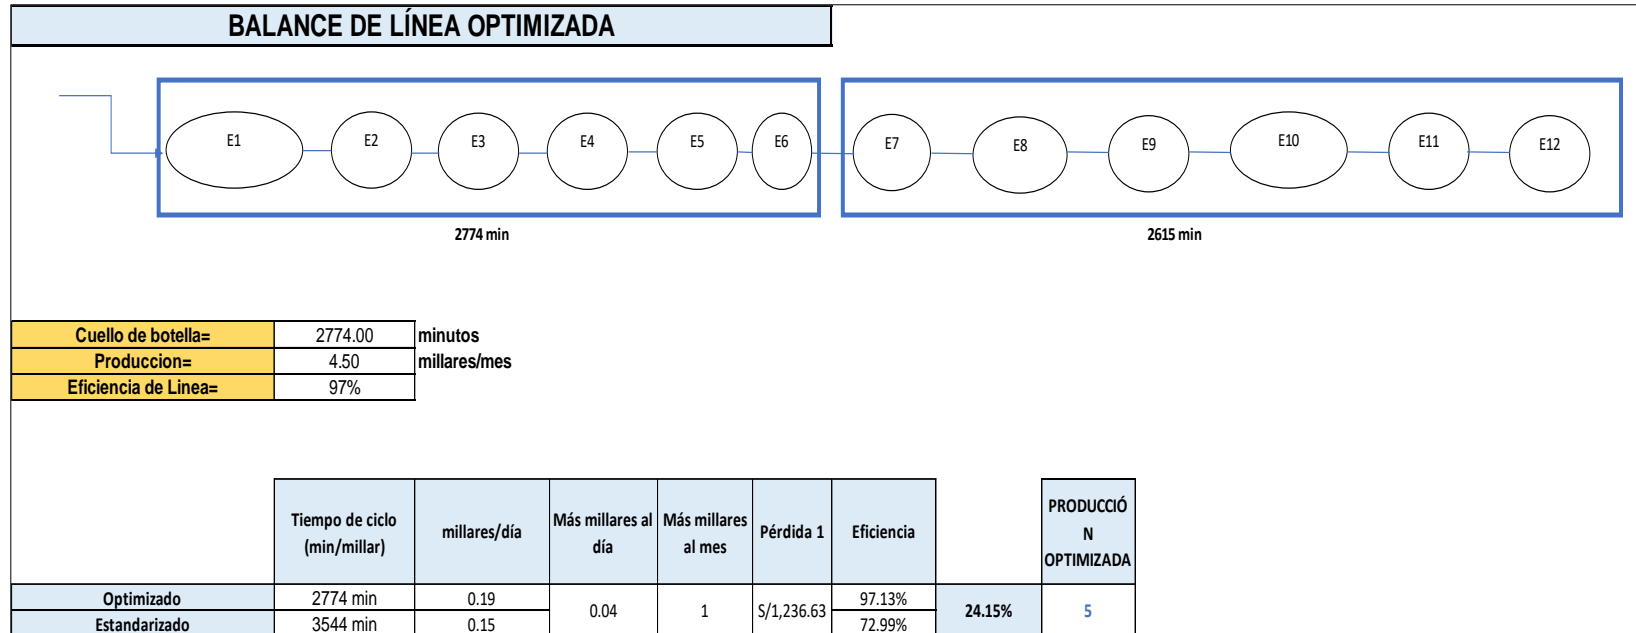 BALANCE DE LÍNEA OPTIMIZADA
E1 E2 E3 E4 E5 E6 E7 E8 E9 E10 E11 E12
2774 min 2615 min
Cuello de botella= 2774.00 minutos
Produccion= 4.50 millares/mes
Eficiencia de Linea= 97%
Tiempo de ciclo
(min/millar)
millares/día
Más millares al
día
Más millares
al mes
Pérdida 1
Eficiencia
PRODUCCIÓ
N
OPTIMIZADA
Optimizado 2774 min 0.19 0.04 1 S/1,236.63 97.13% 24.15% 5
Estandarizado 3544 min 0.15 72.99%